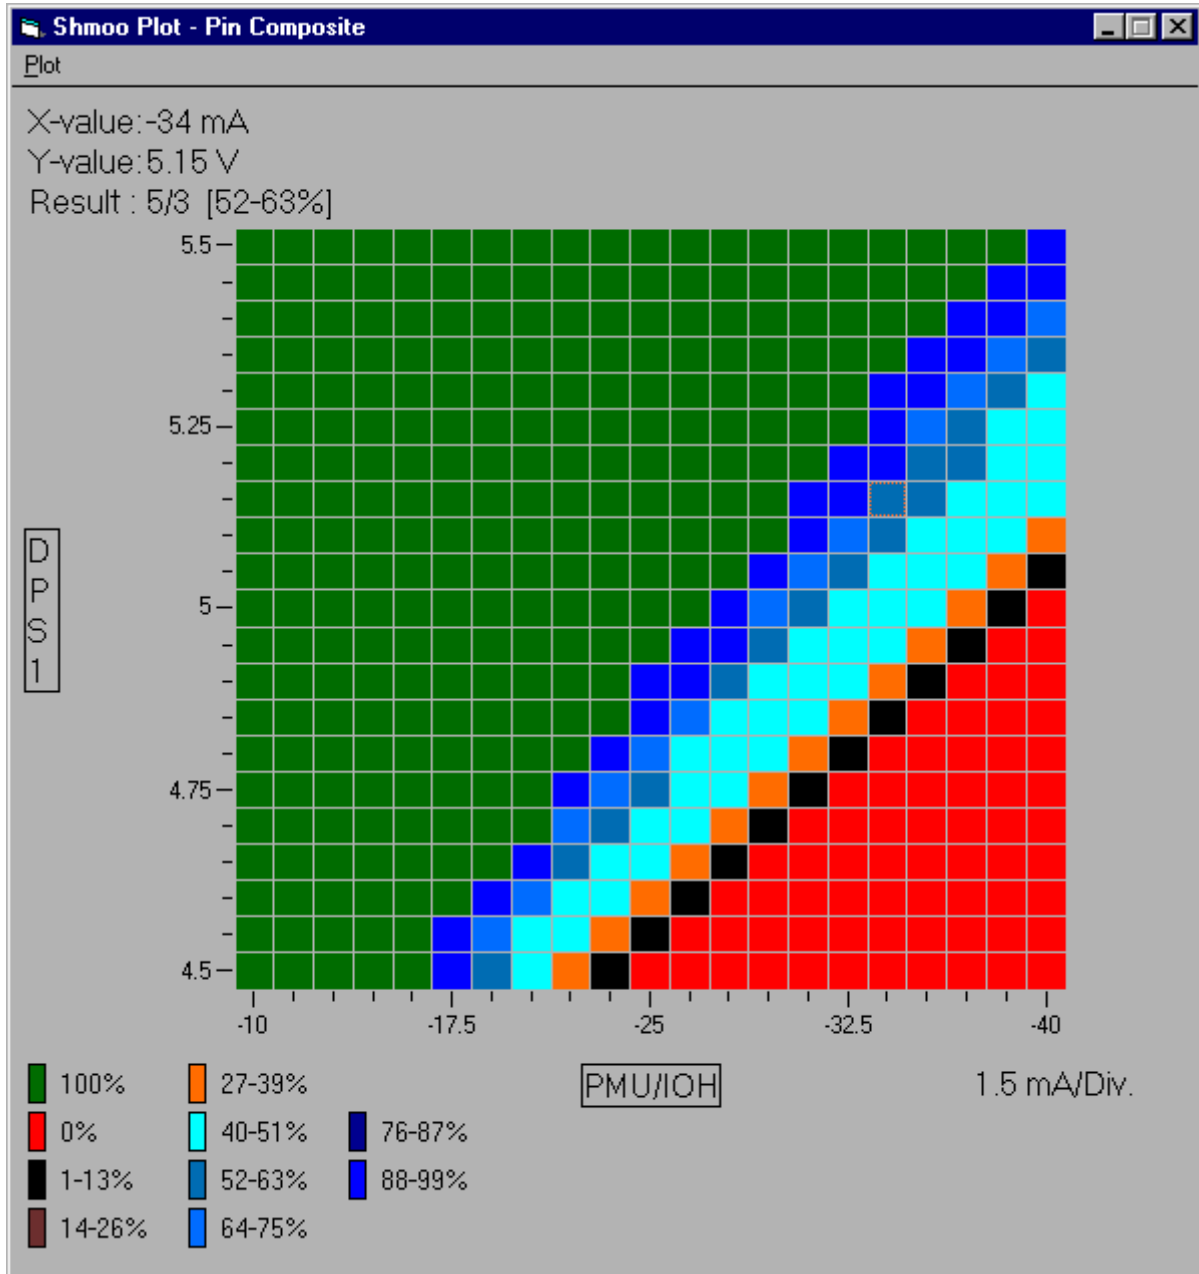 Shmoo Plot - Pin Composite
Plot
X-value:-34 mA
Y-value:5.15 V
Result : 5/3 [52-63%]
5.5
5.25
5
4.75
4.5
DPS1
-10 -17.5 -25 -32.5 -40
PMU/IOH
1.5 mA/Div.
100% 27-39%
0% 40-51% 76-87%
1-13% 52-63% 88-99%
14-26% 64-75%